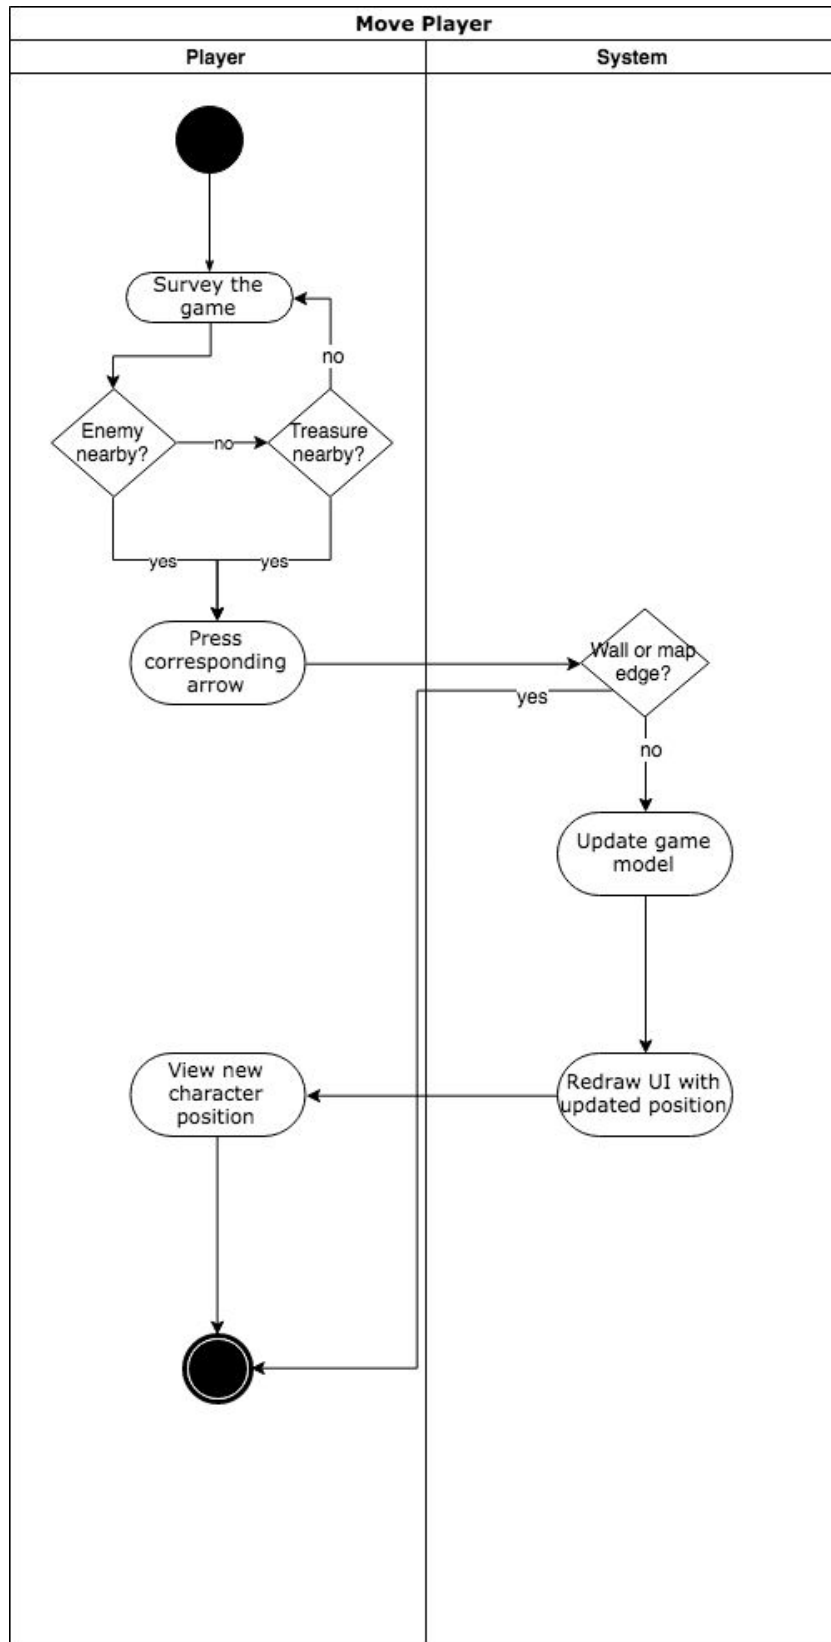 Move Player
Player
System
Survey the
game
no
Enemy
nearby?
no
Treasure
nearby?
yes
yes
Press
corresponding
arrow
Wall or map
edge?
yes
no
Update game
model
View new
character
position
Redraw UI with
updated position